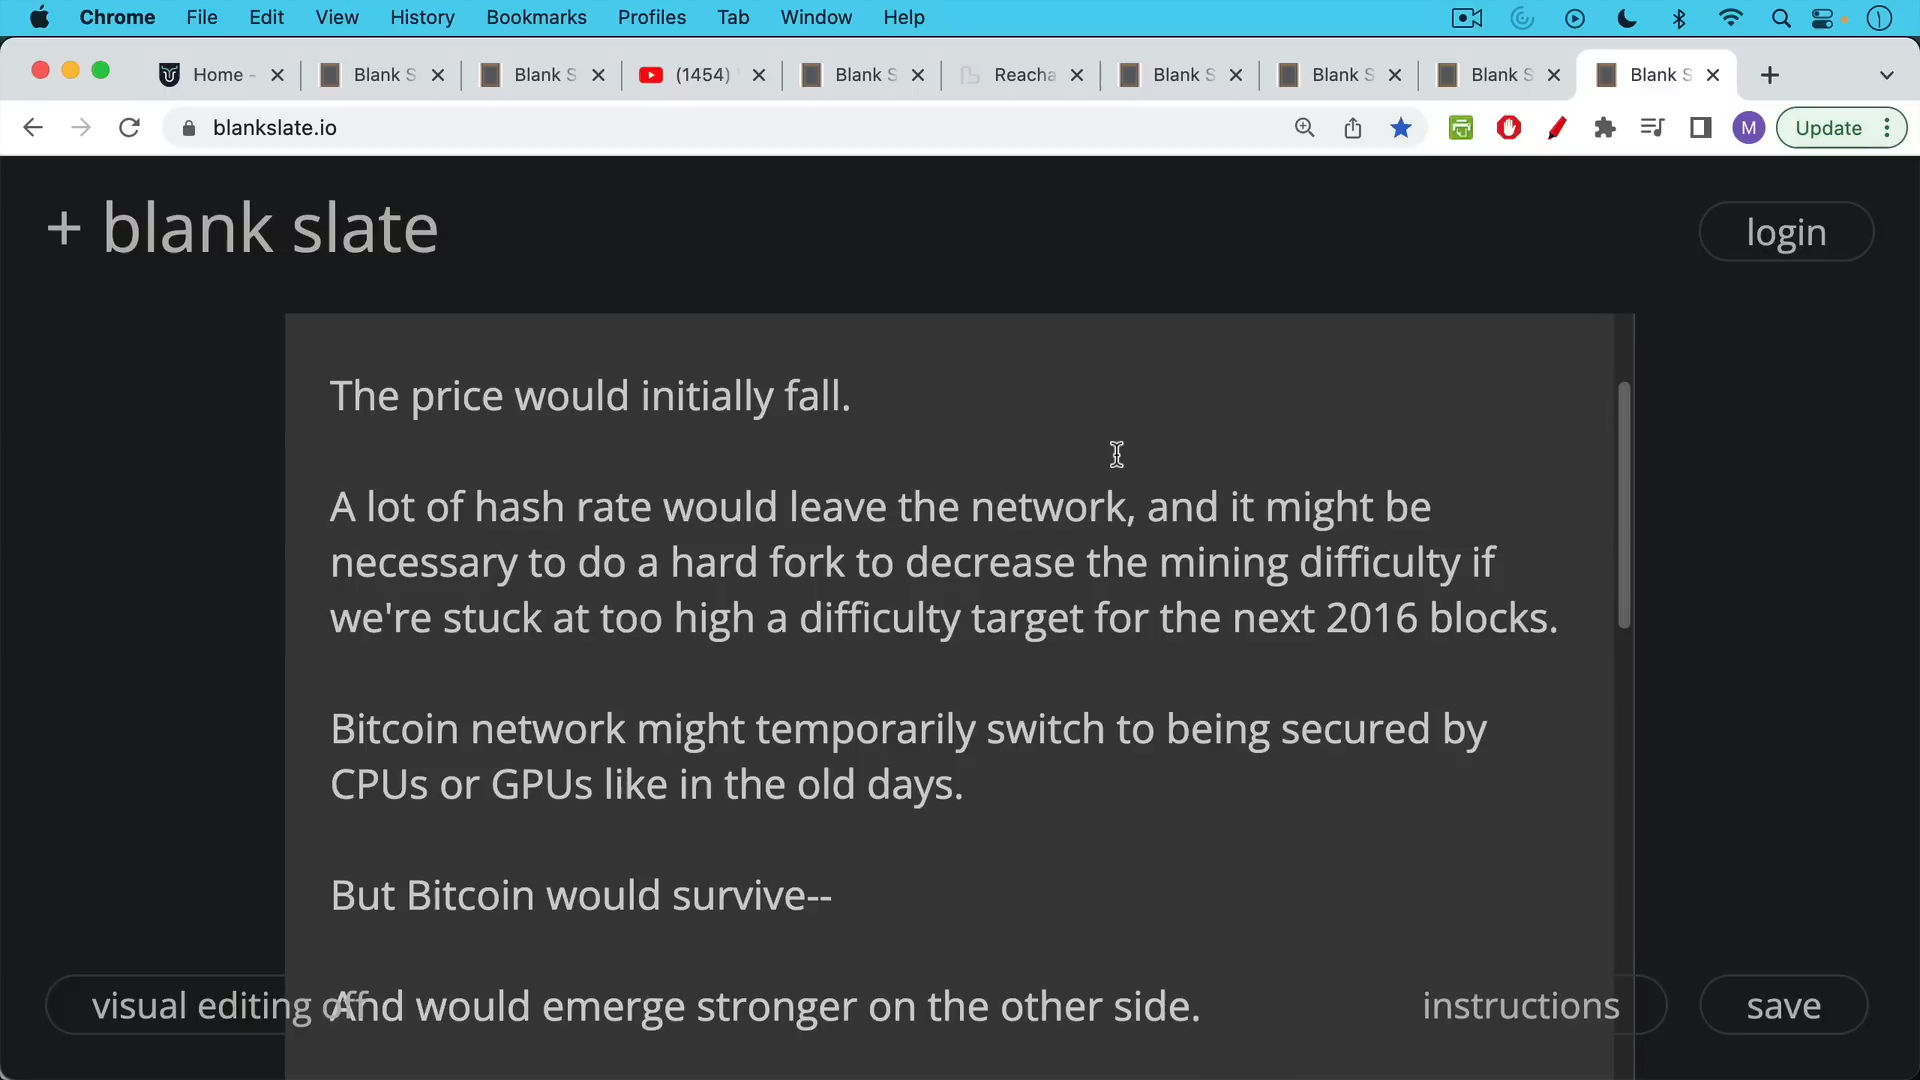 Chrome File Edit View History Bookmarks Profiles Tab Window Help
Home - Blank S Blank S (1454) Blank S Reacha Blank S Blank S Blank S Blank S
blankslate.io M Update
+ blank slate
login
The price would initially fall.
A lot of hash rate would leave the network, and it might be
necessary to do a hard fork to decrease the mining difficulty if
we're stuck at too high a difficulty target for the next 2016 blocks.
Bitcoin network might temporarily switch to being secured by
CPUs or GPUs like in the old days.
But Bitcoin would survive--
visual editing off
And would emerge stronger on the other side.
instructions
save